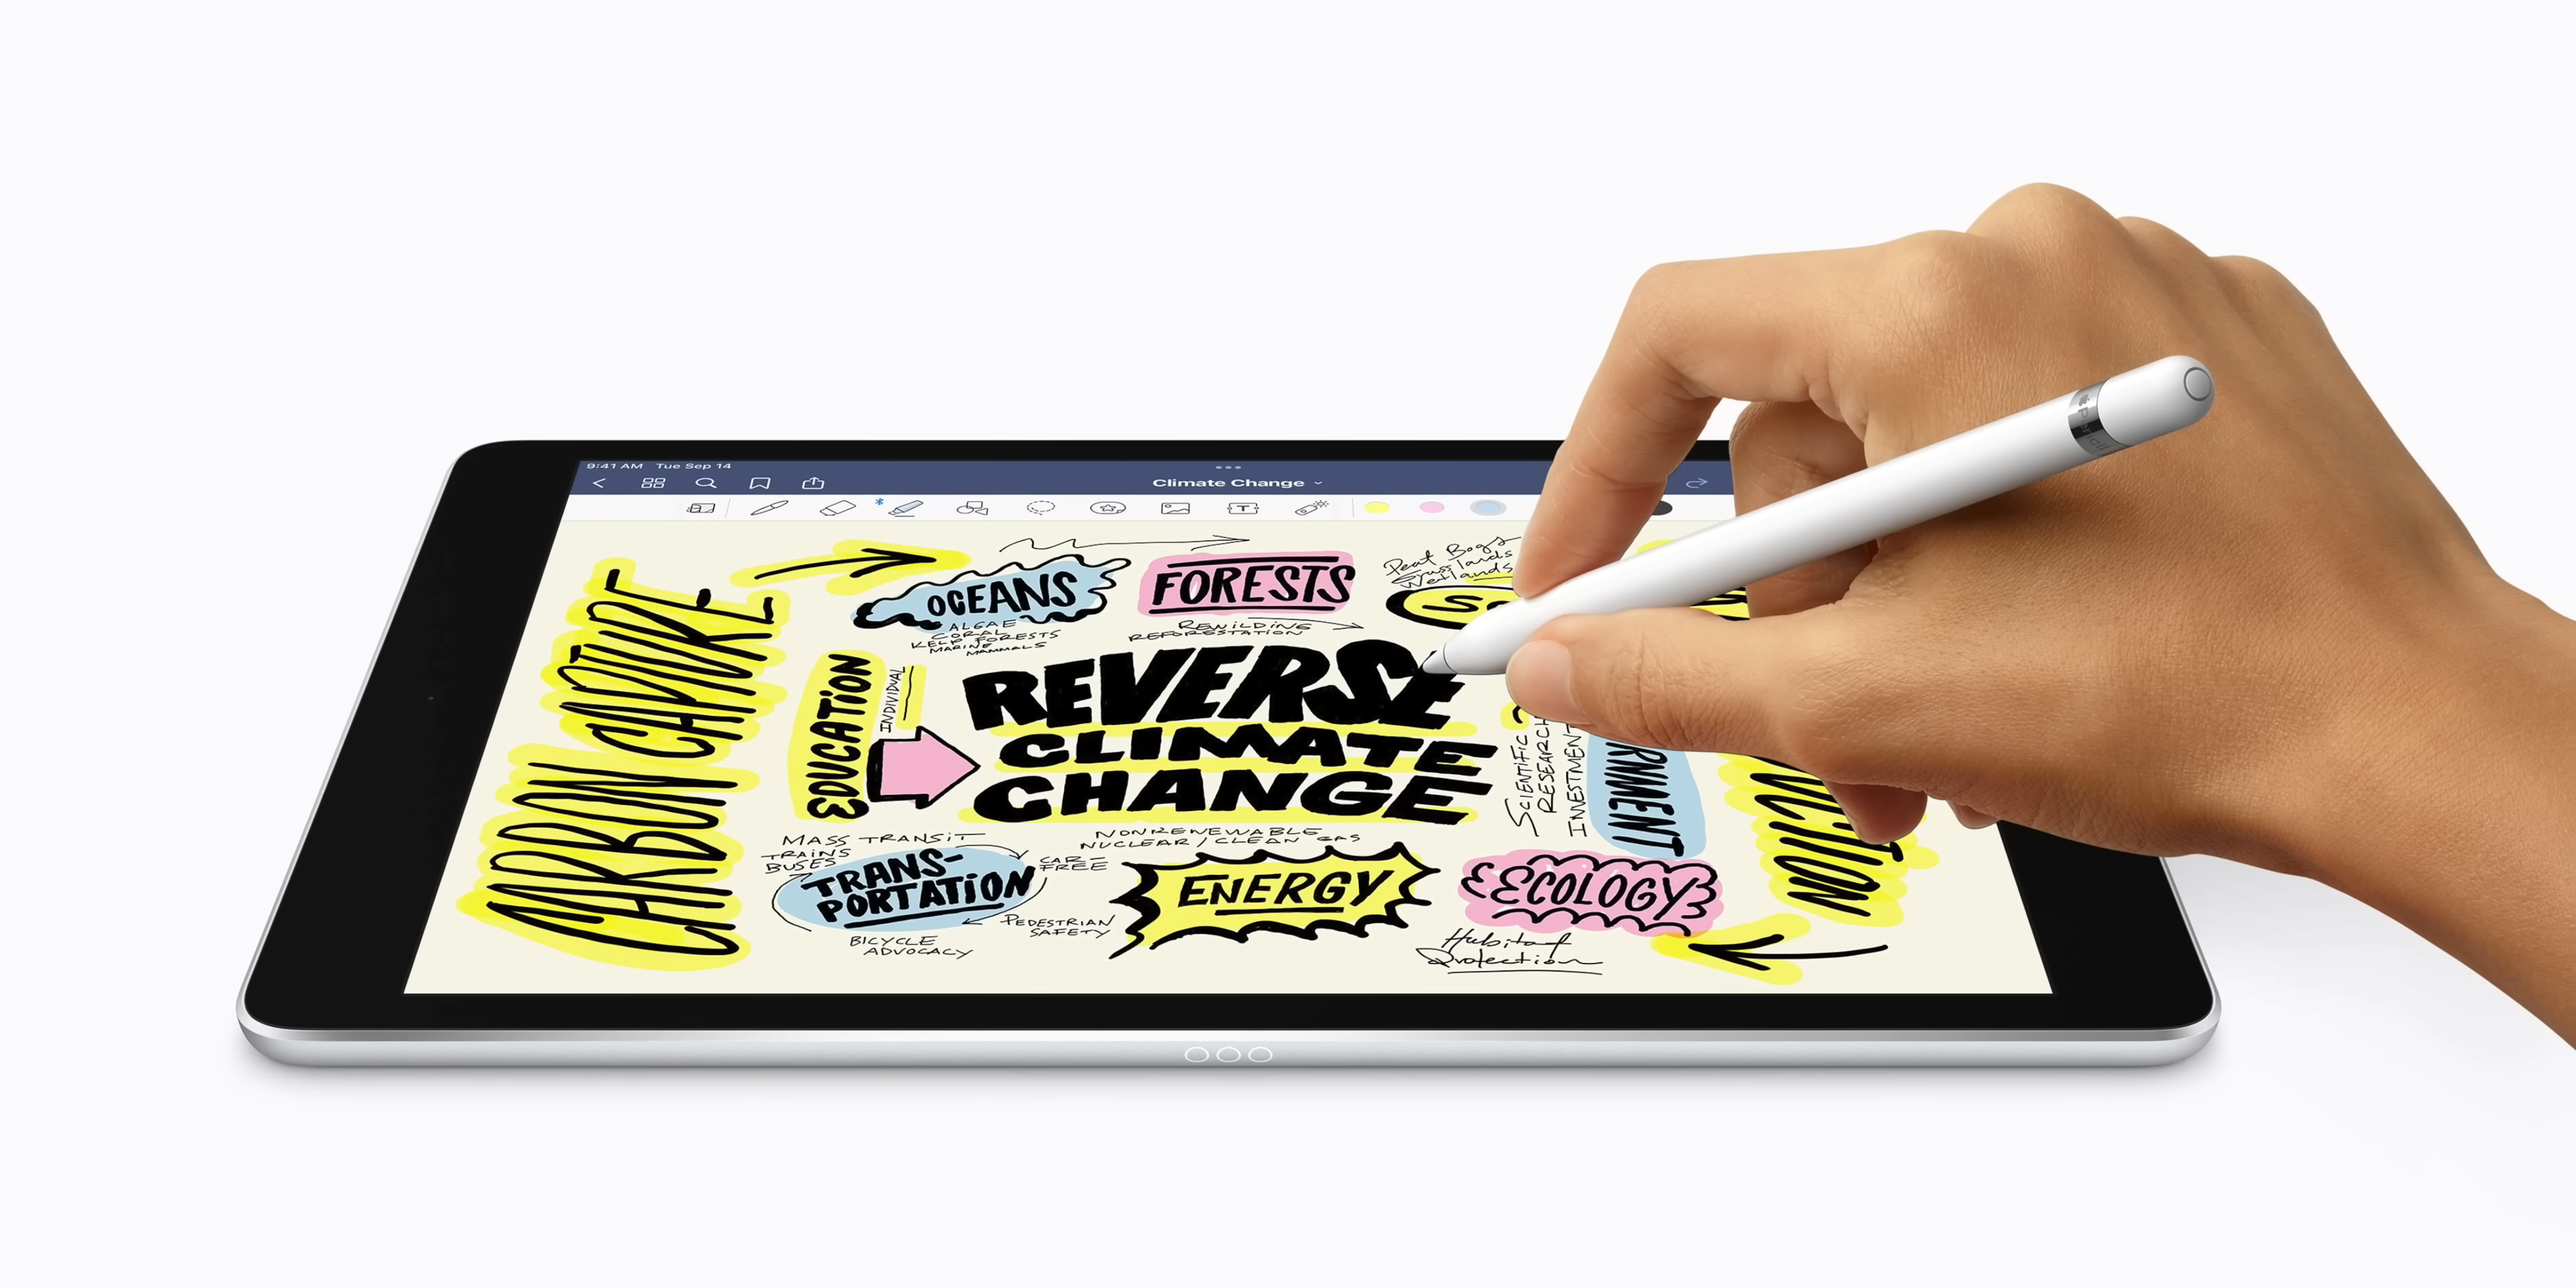 9:41 AM Tue Sep 14
Climate Change
CARBON CAPTURE
OCEANS
ALGAE
CORAL
KELP FORESTS
MARINE
MAMMALS
FORESTS
REWILDING
REFORESTATION
Peat Bogs
Grasslands
Wetlands
EDUCATION
INDIVIDUAL
REVERSE
CLIMATE
CHANGE
SCIENTIFIC
RESEARCH
INVESTMENT
MASS TRANSIT
TRAINS
BUSES
TRANS-
PORTATION
CAR-
FREE
PEDESTRIAN
SAFETY
BICYCLE
ADVOCACY
NONRENEWABLE
NUCLEAR/CLEAN GAS
ENERGY
ECOLOGY
Habitat
Protection
Pencil